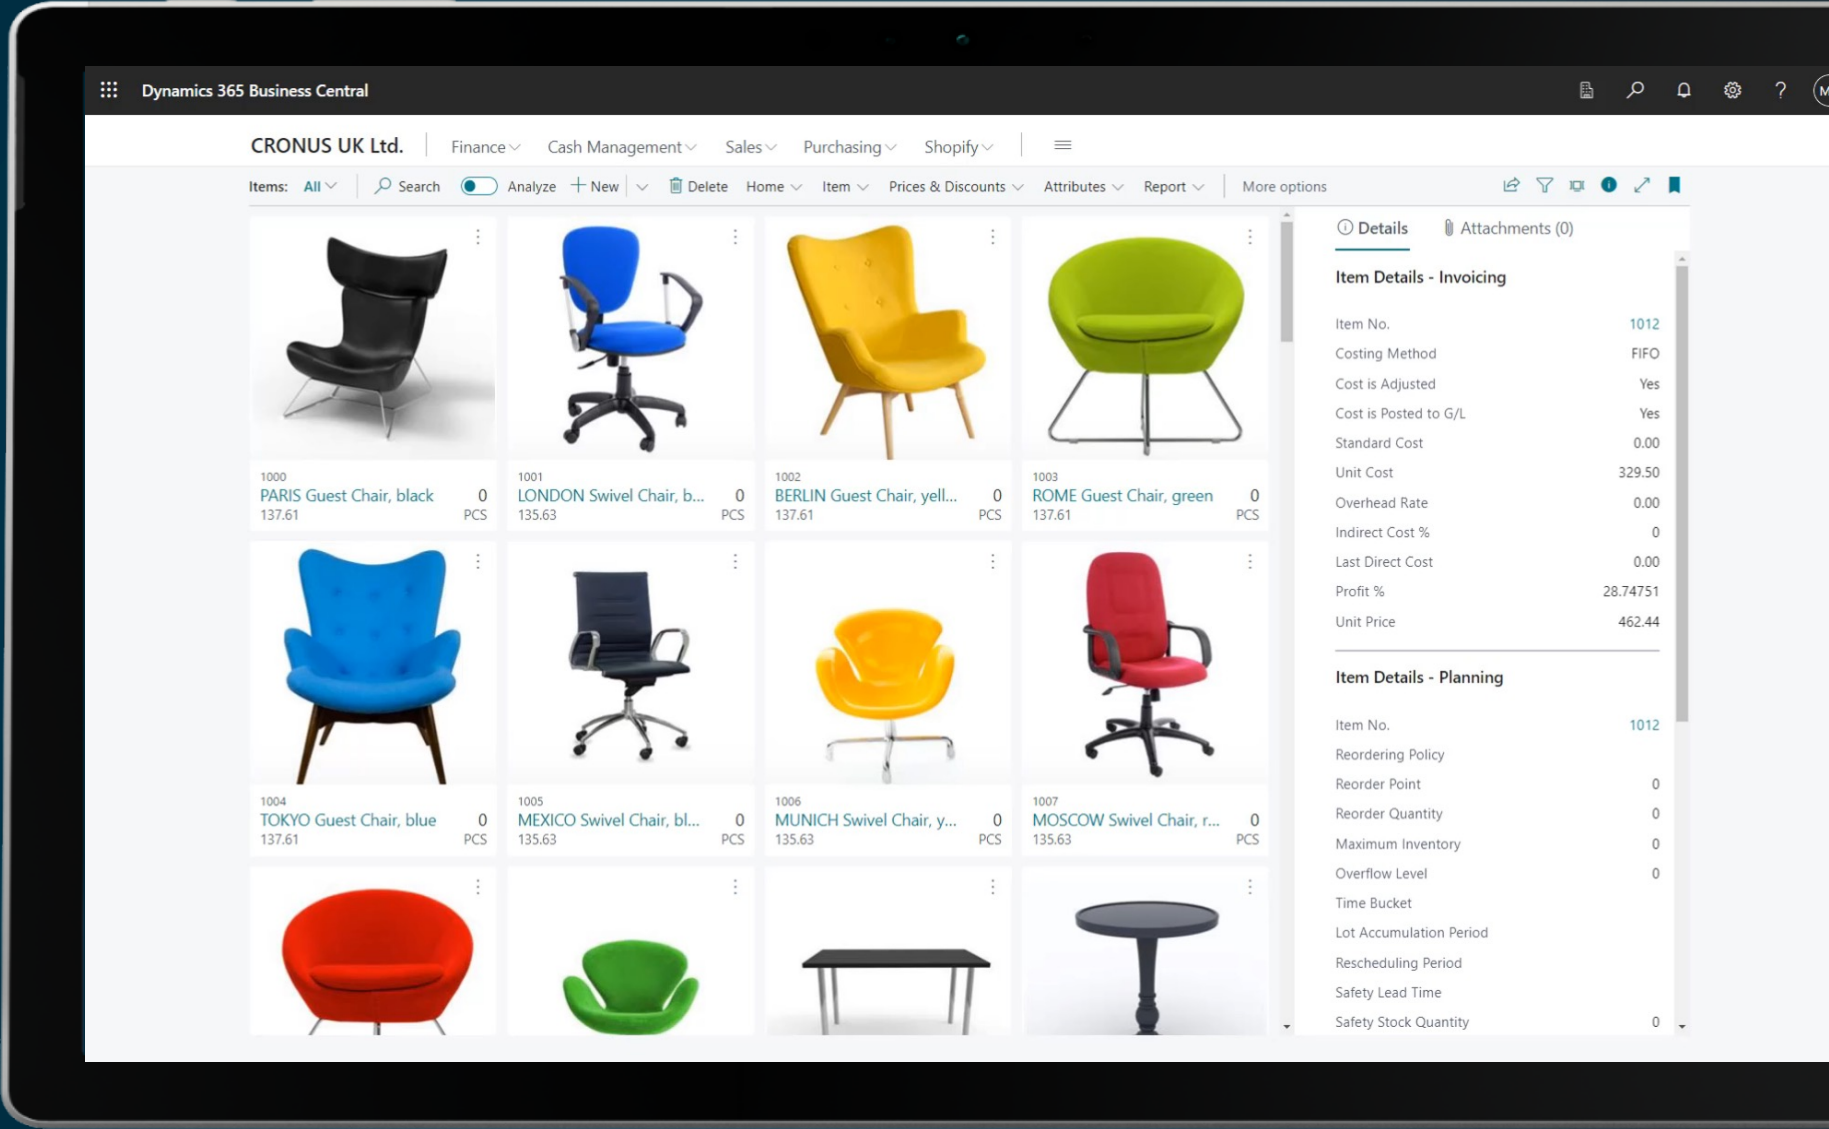 Dynamics 365 Business Central
CRONUS UK Ltd. Finance Cash Management Sales Purchasing Shopify
Items: All Search Analyze New Delete Home Item Prices & Discounts Attributes Report More options
1000
PARIS Guest Chair, black 0
137.61 PCS
1001
LONDON Swivel Chair, b... 0
135.63 PCS
1002
BERLIN Guest Chair, yell... 0
137.61 PCS
1003
ROME Guest Chair, green 0
137.61 PCS
1004
TOKYO Guest Chair, blue 0
137.61 PCS
1005
MEXICO Swivel Chair, bl... 0
135.63 PCS
1006
MUNICH Swivel Chair, y... 0
135.63 PCS
1007
MOSCOW Swivel Chair, r... 0
135.63 PCS
Details Attachments (0)
Item Details - Invoicing
Item No. 1012
Costing Method FIFO
Cost is Adjusted Yes
Cost is Posted to G/L Yes
Standard Cost 0.00
Unit Cost 329.50
Overhead Rate 0.00
Indirect Cost % 0
Last Direct Cost 0.00
Profit % 28.74751
Unit Price 462.44
Item Details - Planning
Item No. 1012
Reordering Policy
Reorder Point 0
Reorder Quantity 0
Maximum Inventory 0
Overflow Level 0
Time Bucket
Lot Accumulation Period
Rescheduling Period
Safety Lead Time
Safety Stock Quantity 0